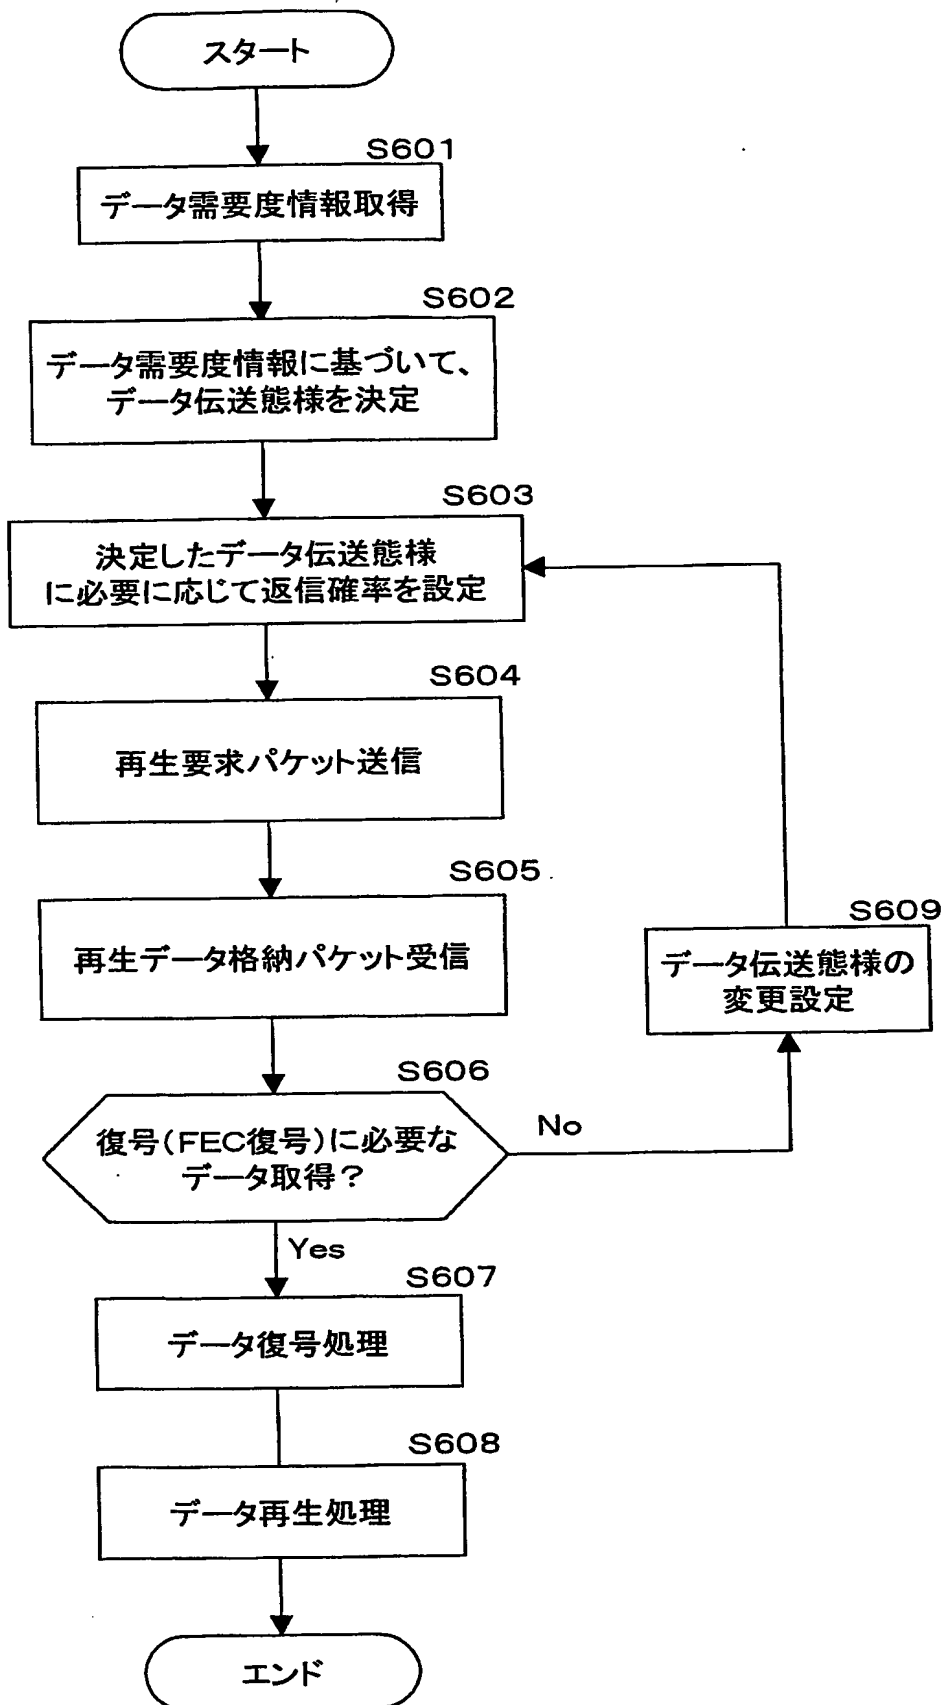 スタート
S601
データ需要度情報取得
S602
データ需要度情報に基づいて、
データ伝送態様を決定
S603
決定したデータ伝送態様
に必要に応じて返信確率を設定
S604
再生要求パケット送信
S605
再生データ格納パケット受信
S609
データ伝送態様の
変更設定
S606
復号(FEC復号)に必要な
データ取得?
No
Yes
S607
データ復号処理
S608
データ再生処理
エンド